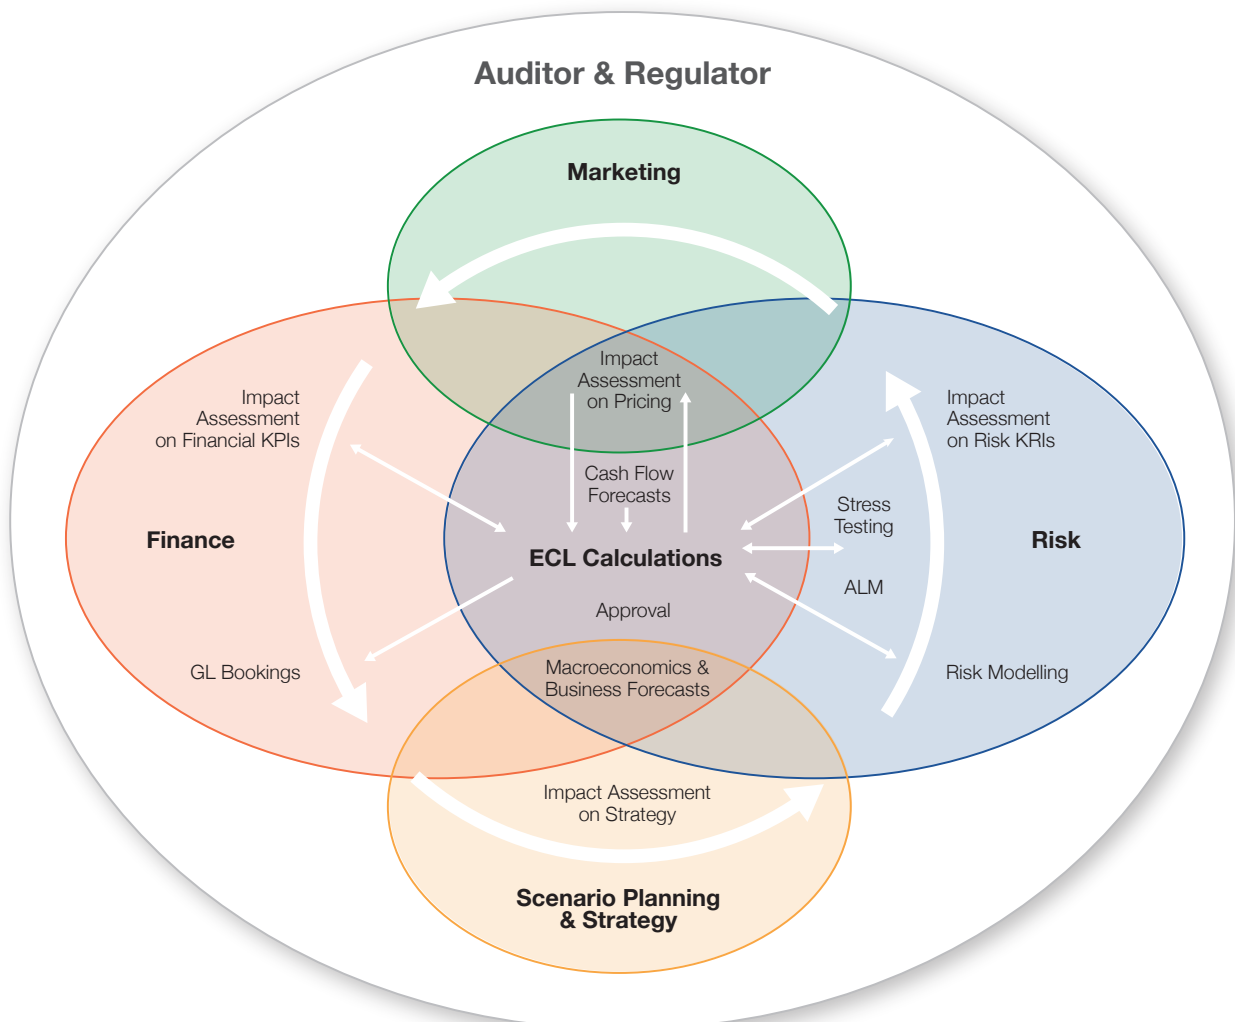 Auditor & Regulator
Marketing
Impact
Assessment
on Pricing
Impact
Assessment
on Financial KPIs
Impact
Assessment
on Risk KRIs
Cash Flow
Forecasts
Stress
Testing
Finance
ECL Calculations
Risk
ALM
Approval
GL Bookings
Macroeconomics &
Business Forecasts
Risk Modelling
Impact Assessment
on Strategy
Scenario Planning
& Strategy